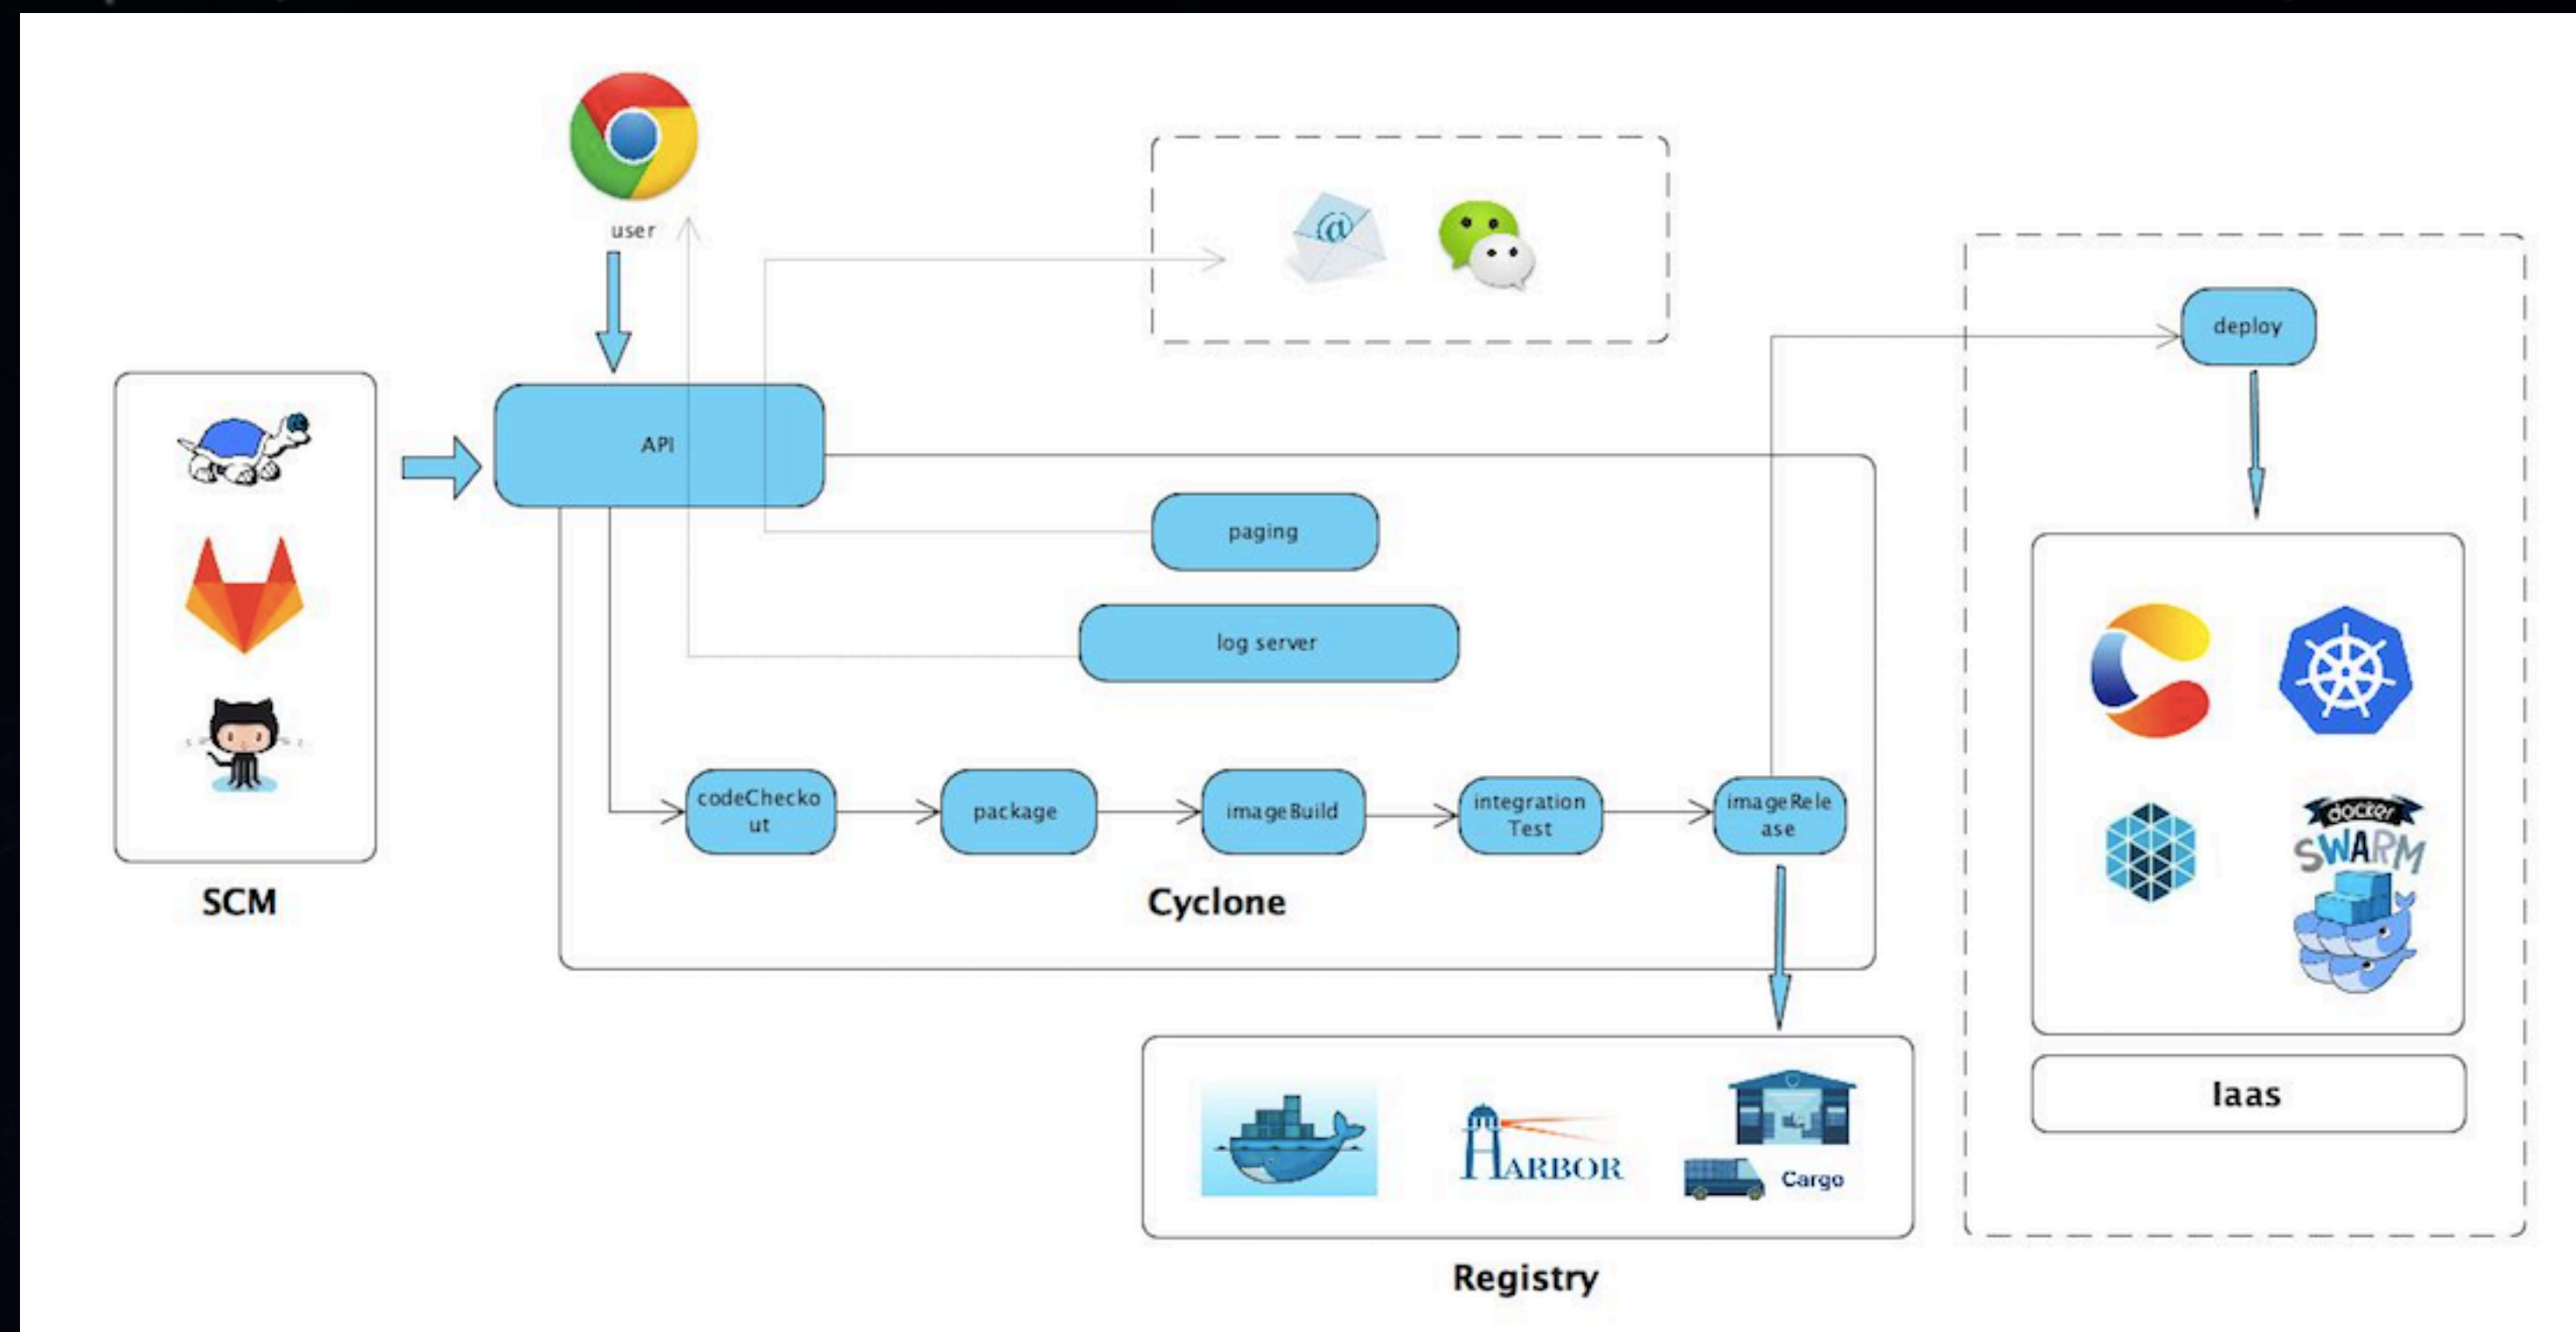 user
API
paging
log server
codeChecko
ut
package
imageBuild
integration
Test
imageRele
ase
deploy
@
docker
SWARM
SCM
Cyclone
Iaas
HARBOR
Cargo
Registry